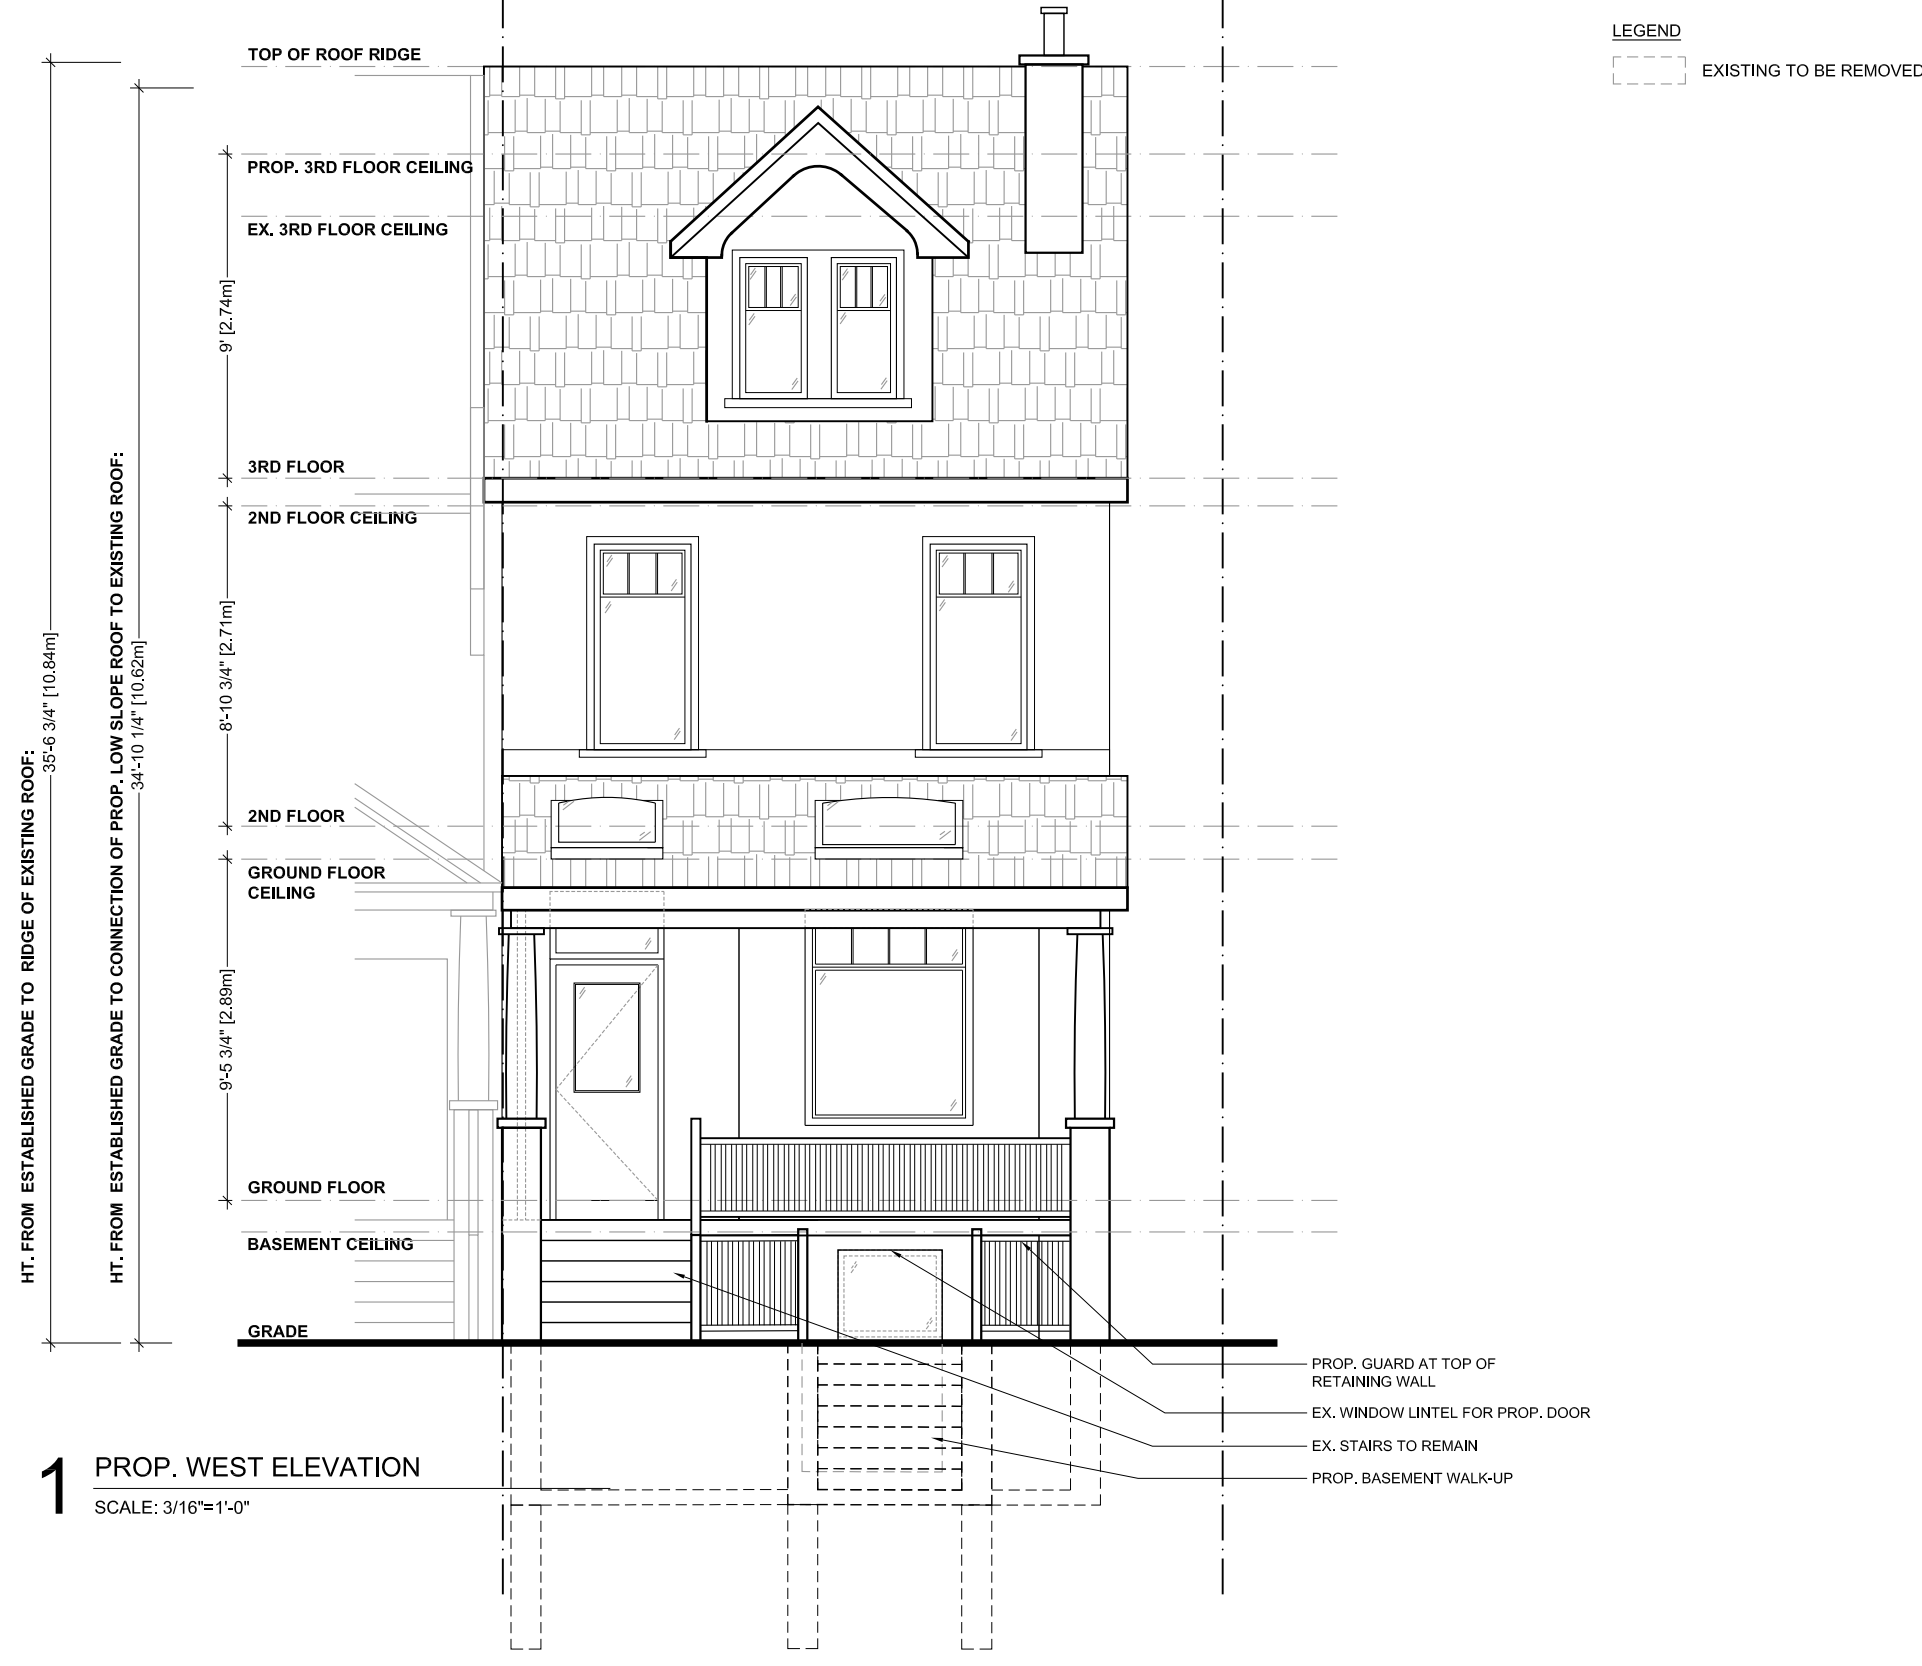 LEGEND
EXISTING TO BE REMOVED
TOP OF ROOF RIDGE
PROP. 3RD FLOOR CEILING
EX. 3RD FLOOR CEILING
9' [2.74m]
3RD FLOOR
2ND FLOOR CEILING
8'-10 3/4" [2.71m]
2ND FLOOR
GROUND FLOOR
CEILING
9'-5 3/4" [2.89m]
GROUND FLOOR
BASEMENT CEILING
GRADE
HT. FROM ESTABLISHED GRADE TO RIDGE OF EXISTING ROOF:
35'-6 3/4" [10.84m]
HT. FROM ESTABLISHED GRADE TO CONNECTION OF PROP. LOW SLOPE ROOF TO EXISTING ROOF:
34'-10 1/4" [10.62m]
PROP. GUARD AT TOP OF
RETAINING WALL
EX. WINDOW LINTEL FOR PROP. DOOR
EX. STAIRS TO REMAIN
PROP. BASEMENT WALK-UP
1 PROP. WEST ELEVATION
SCALE: 3/16"=1'-0"